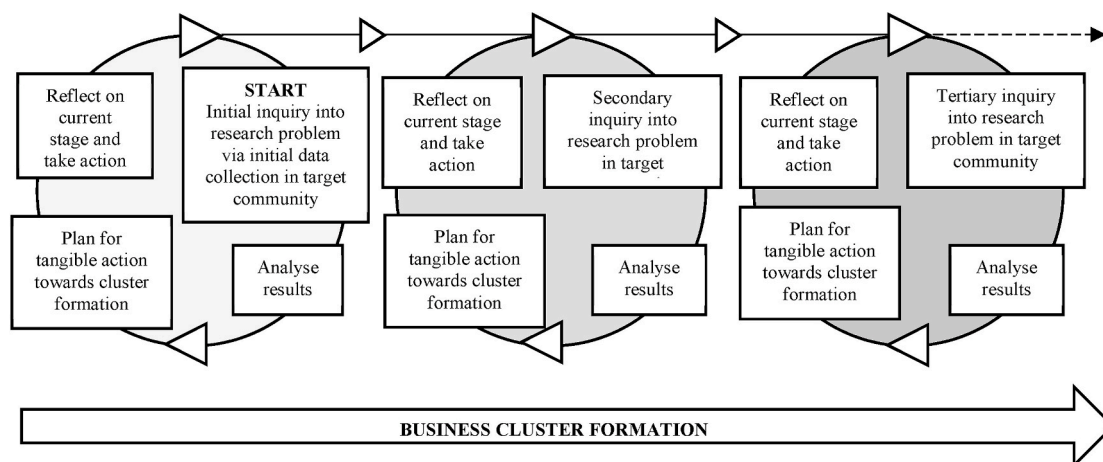 Reflect on
current
stage and
take action
START
Initial inquiry into
research problem
via initial data
collection in target
community
Plan for
tangible action
towards cluster
formation
Analyse
results
Reflect on
current stage
and take
action
Secondary
inquiry into
research problem
in target
Plan for
tangible action
towards cluster
formation
Analyse
results
Reflect on
current stage
and take
action
Tertiary inquiry
into research
problem in target
community
Plan for
tangible action
towards cluster
formation
Analyse
results
BUSINESS CLUSTER FORMATION